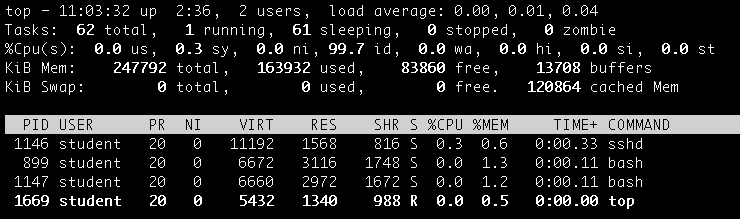 top - 11:03:32 up  2:36,  2 users,  load average: 0.00, 0.01, 0.04
Tasks:  62 total,   1 running,  61 sleeping,   0 stopped,   0 zombie
%Cpu(s):  0.0 us,  0.3 sy,  0.0 ni, 99.7 id,  0.0 wa,  0.0 hi,  0.0 si,  0.0 st
KiB Mem:    247792 total,   163932 used,    83860 free,    13708 buffers
KiB Swap:        0 total,        0 used,        0 free.   120864 cached Mem
PID USER      PR  NI    VIRT    RES    SHR S %CPU %MEM     TIME+ COMMAND
1146 student   20   0   11192   1568    816 S  0.3  0.6   0:00.33 sshd
899 student   20   0    6672   3116   1748 S  0.0  1.3   0:00.11 bash
1147 student   20   0    6660   2972   1672 S  0.0  1.2   0:00.11 bash
1669 student   20   0    5432   1340    988 R  0.0  0.5   0:00.00 top